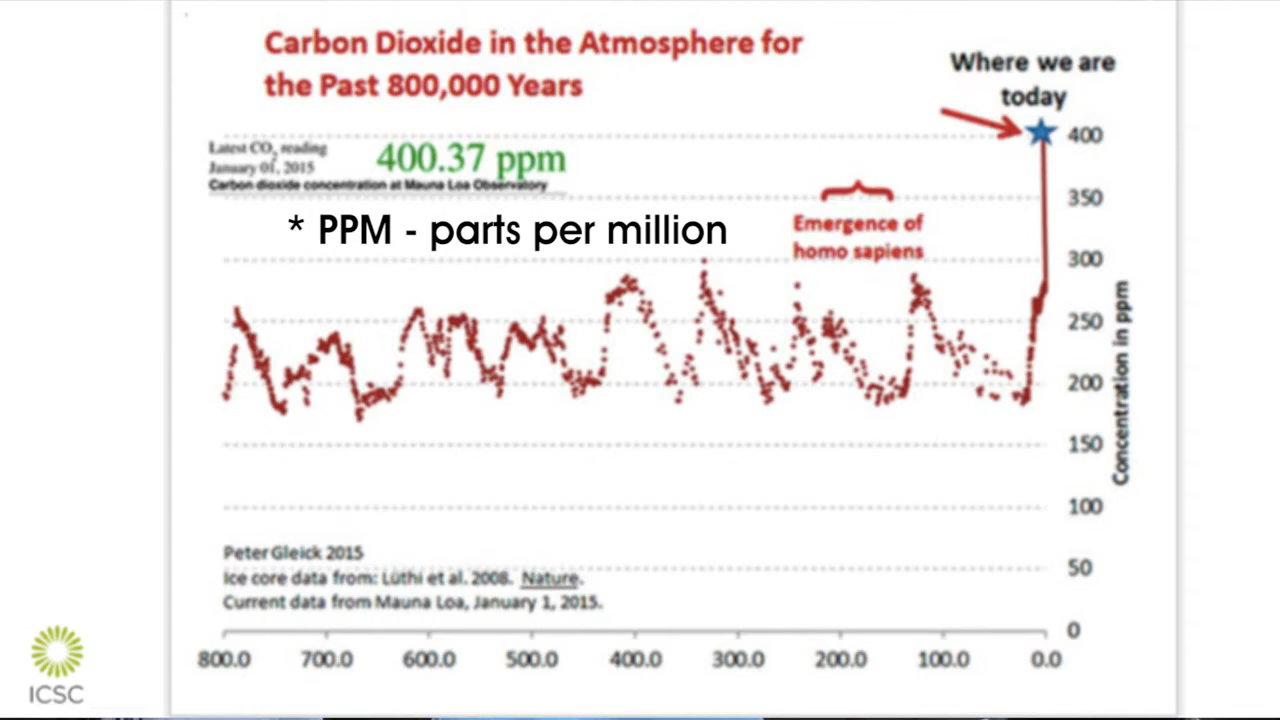 Carbon Dioxide in the Atmosphere for
the Past 800,000 Years
Where we are
today
Latest CO2 reading
January 01, 2015
400.37 ppm
Carbon dioxide concentration at Mauna Loa Observatory
* PPM - parts per million
Emergence of
homo sapiens
400
350
300
250
200
150
100
50
0
Concentration in ppm
Peter Gleick 2015
Ice core data from: Lüthi et al. 2008. Nature.
Current data from Mauna Loa, January 1, 2015.
800.0 700.0 600.0 500.0 400.0 300.0 200.0 100.0 0.0
ICSC